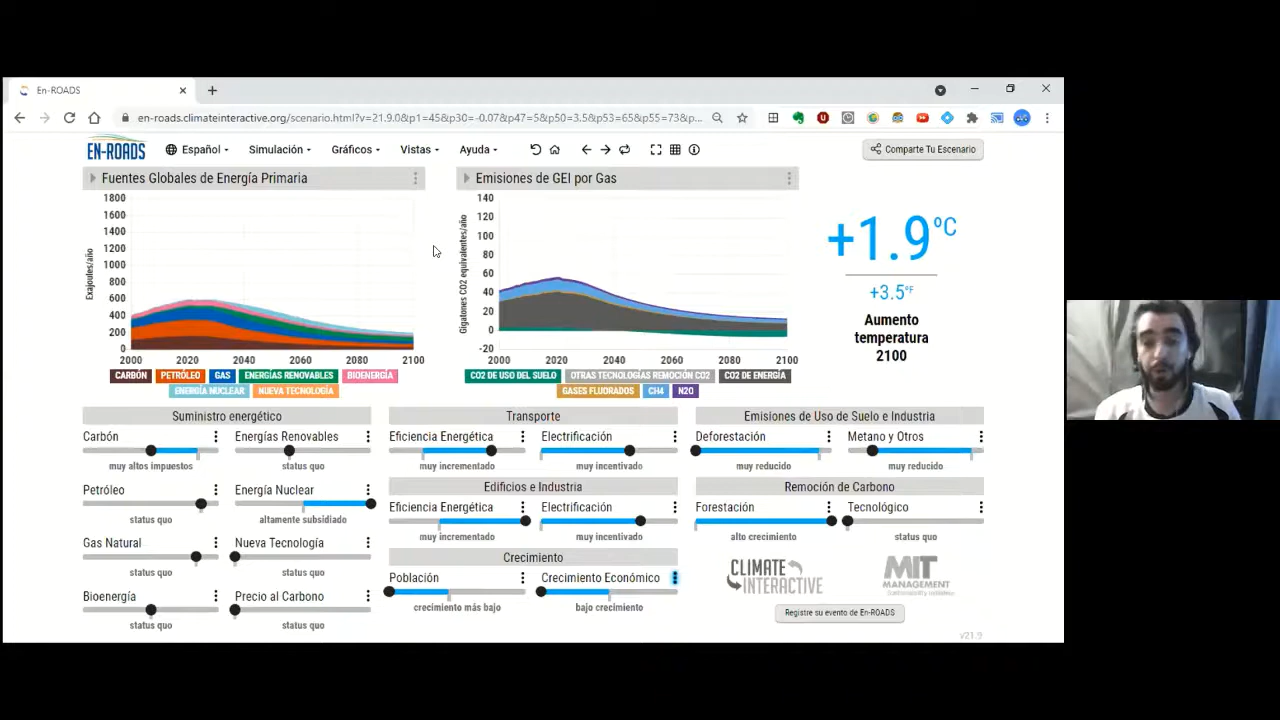 En-ROADS
en-roads.climateinteractive.org/scenario.html?v=21.9.0&p1=45&p30=-0.07&p47=5&p50=3.5&p53=65&p55=73&p...
EN-ROADS
Español
Simulación
Gráficos
Vistas
Ayuda
Comparte Tu Escenario
Fuentes Globales de Energía Primaria
Exajoules/año
1800
1600
1400
1200
1000
800
600
400
200
0
2000 2020 2040 2060 2080 2100
CARBÓN PETRÓLEO GAS ENERGÍAS RENOVABLES BIOENERGÍA
ENERGÍA NUCLEAR NUEVA TECNOLOGÍA
Emisiones de GEI por Gas
Gigatones CO2 equivalentes/año
140
120
100
80
60
40
20
0
-20
2000 2020 2040 2060 2080 2100
CO2 DE USO DEL SUELO OTRAS TECNOLOGÍAS REMOCIÓN CO2 CO2 DE ENERGÍA
GASES FLUORADOS CH4 N2O
+1.9ºC
+3.5°F
Aumento
temperatura
2100
Suministro energético
Carbón
muy altos impuestos
Energías Renovables
status quo
Petróleo
status quo
Energía Nuclear
altamente subsidiado
Gas Natural
status quo
Nueva Tecnología
status quo
Bioenergía
status quo
Precio al Carbono
status quo
Transporte
Eficiencia Energética
muy incrementado
Electrificación
muy incentivado
Edificios e Industria
Eficiencia Energética
muy incrementado
Electrificación
muy incentivado
Crecimiento
Población
crecimiento más bajo
Crecimiento Económico
bajo crecimiento
Emisiones de Uso de Suelo e Industria
Deforestación
muy reducido
Metano y Otros
muy reducido
Remoción de Carbono
Forestación
alto crecimiento
Tecnológico
status quo
CLIMATE
INTERACTIVE
MIT
MANAGEMENT
Registre su evento de En-ROADS
v21.9